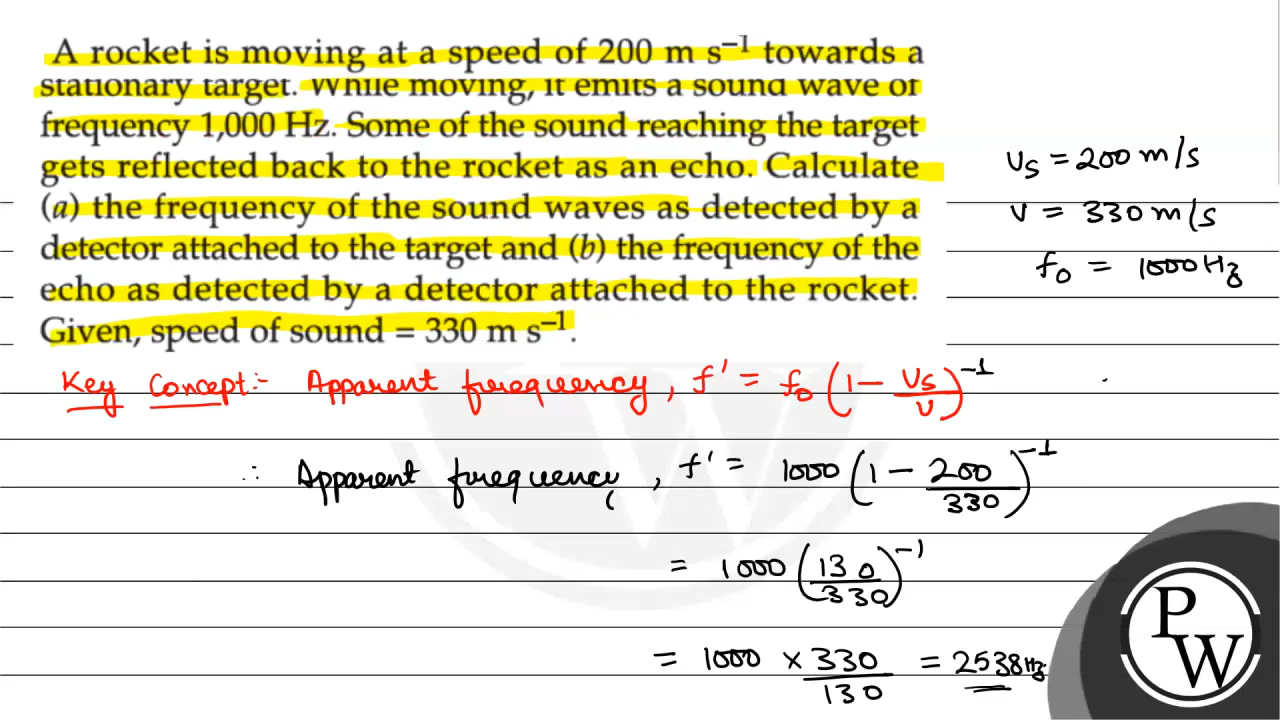 A rocket is moving at a speed of 200 m s⁻¹ towards a
stationary target. While moving, it emits a sound wave of
frequency 1,000 Hz. Some of the sound reaching the target
gets reflected back to the rocket as an echo. Calculate
(a) the frequency of the sound waves as detected by a
detector attached to the target and (b) the frequency of the
echo as detected by a detector attached to the rocket.
Given, speed of sound = 330 m s⁻¹.
υs = 200 m/s
v = 330 m/s
f₀ = 1000 Hz
Key Concept:- Apparent frequency, f' = f₀ (1 - υs/υ)⁻¹
∴ Apparent frequency, f' = 1000 (1 - 200/330)⁻¹
= 1000 (130/330)⁻¹
= 1000 × 330/130 = 2538 Hz
P
W